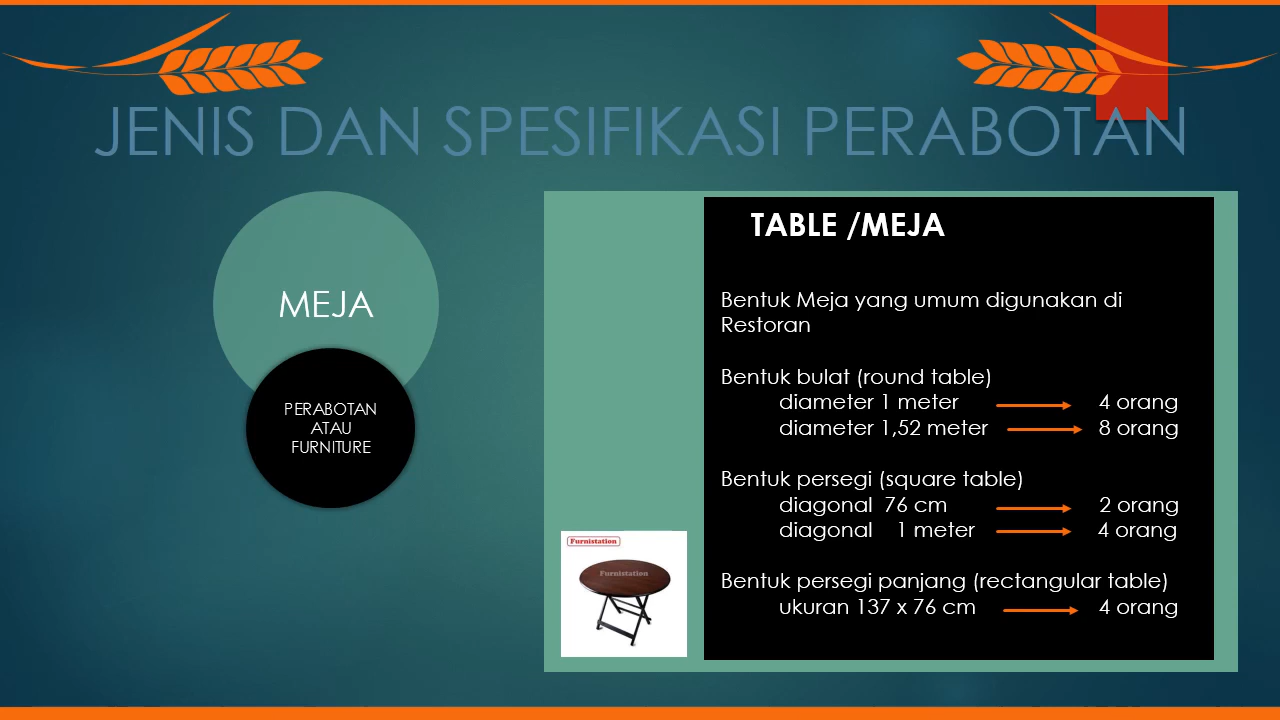 JENIS DAN SPESIFIKASI PERABOTAN
MEJA
PERABOTAN
ATAU
FURNITURE
TABLE /MEJA
Bentuk Meja yang umum digunakan di
Restoran
Bentuk bulat (round table)
diameter 1 meter 4 orang
diameter 1,52 meter 8 orang
Bentuk persegi (square table)
diagonal 76 cm 2 orang
diagonal 1 meter 4 orang
Bentuk persegi panjang (rectangular table)
ukuran 137 x 76 cm 4 orang
Furnistation
Furnistation